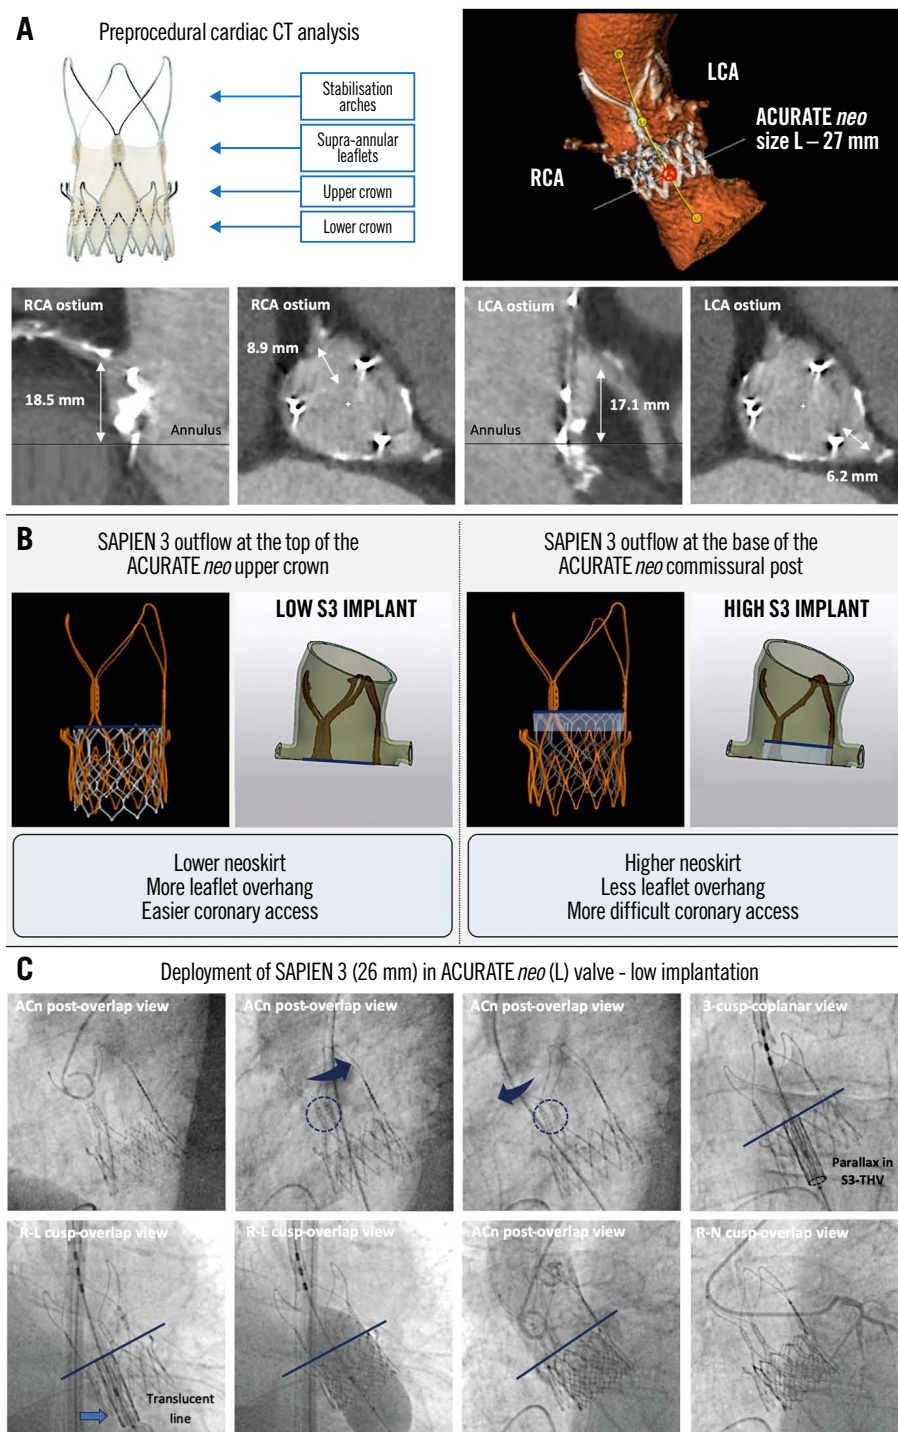 A
Preprocedural cardiac CT analysis
Stabilisation
arches
Supra-annular
leaflets
Upper crown
Lower crown
LCA
ACURATE neo
size L – 27 mm
RCA
RCA ostium
18.5 mm
Annulus
RCA ostium
8.9 mm
LCA ostium
17.1 mm
Annulus
LCA ostium
6.2 mm
B
SAPIEN 3 outflow at the top of the
ACURATE neo upper crown
LOW S3 IMPLANT
Lower neoskirt
More leaflet overhang
Easier coronary access
SAPIEN 3 outflow at the base of the
ACURATE neo commissural post
HIGH S3 IMPLANT
Higher neoskirt
Less leaflet overhang
More difficult coronary access
C
Deployment of SAPIEN 3 (26 mm) in ACURATE neo (L) valve – low implantation
ACn post-overlap view
ACn post-overlap view
ACn post-overlap view
3-cusp-coplanar view
Parallax in
S3-THV
R-L cusp-overlap view
Translucent
line
R-L cusp-overlap view
ACn post-overlap view
R-N cusp-overlap view